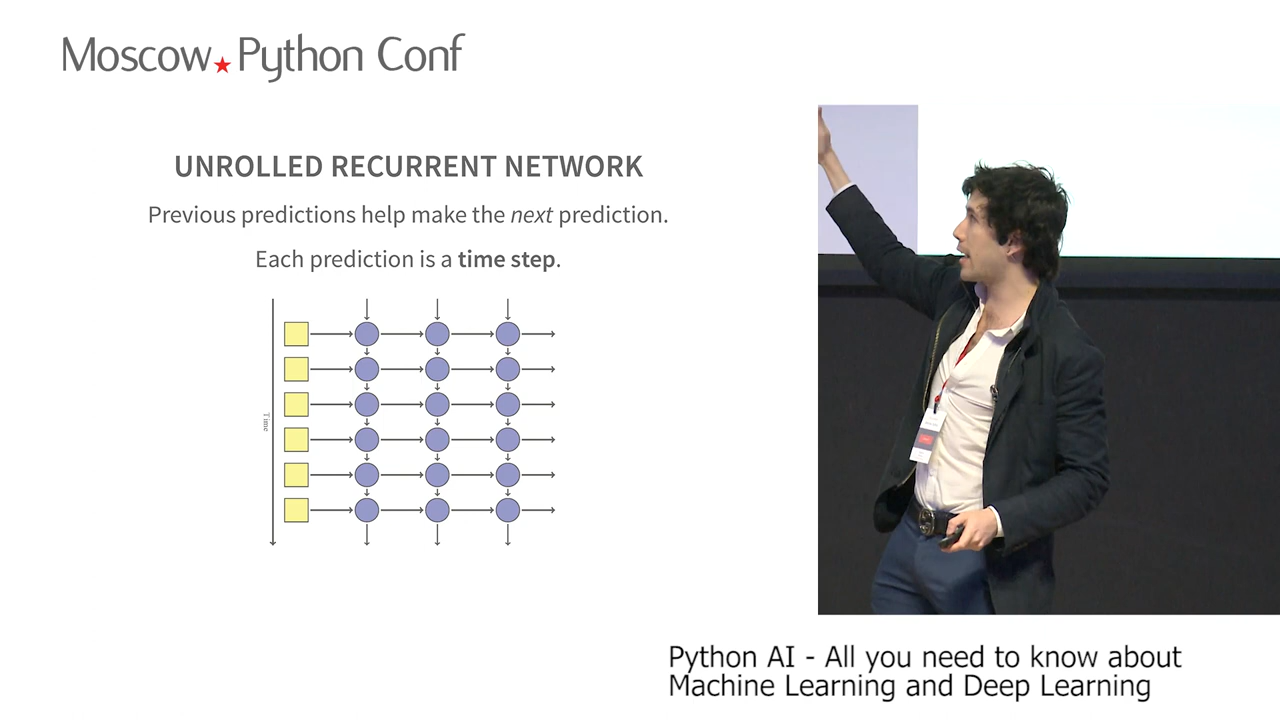 Moscow Python Conf
UNROLLED RECURRENT NETWORK
Previous predictions help make the next prediction.
Each prediction is a time step.
Time
Python AI - All you need to know about
Machine Learning and Deep Learning